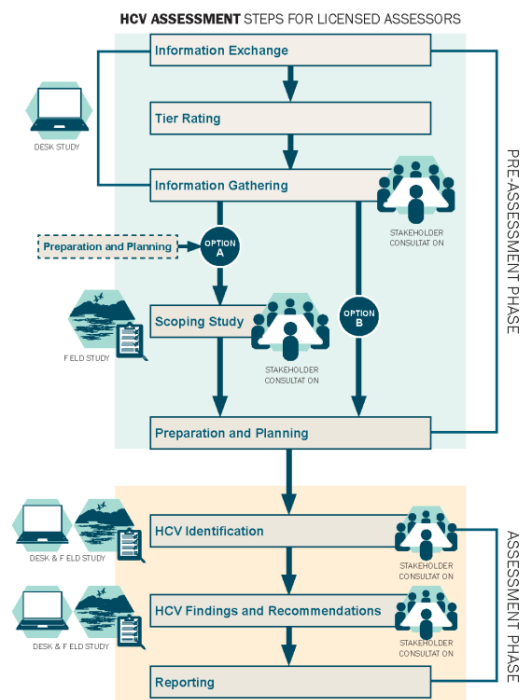 HCV ASSESSMENT STEPS FOR LICENSED ASSESSORS
Information Exchange
Tier Rating
DESK STUDY
Information Gathering
STAKEHOLDER
CONSULTAT ON
Preparation and Planning
OPTION
A
Scoping Study
OPTION
B
F ELD STUDY
STAKEHOLDER
CONSULTAT ON
Preparation and Planning
PRE-ASSESSMENT PHASE
HCV Identification
DESK & F ELD STUDY
STAKEHOLDER
CONSULTAT ON
HCV Findings and Recommendations
DESK & F ELD STUDY
STAKEHOLDER
CONSULTAT ON
Reporting
ASSESSMENT PHASE